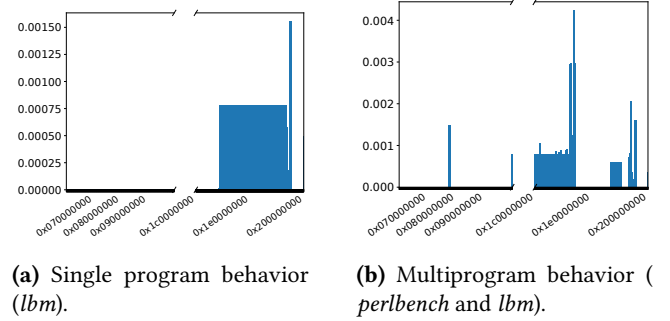 0.00150
0.00125
0.00100
0.00075
0.00050
0.00025
0.00000
0x070000000
0x080000000
0x090000000
0x1c0000000
0x1e0000000
0x200000000
(a) Single program behavior
(lbm).
0.004
0.003
0.002
0.001
0.000
0x070000000
0x080000000
0x090000000
0x1c0000000
0x1e0000000
0x200000000
(b) Multiprogram behavior (
perlbench and lbm).